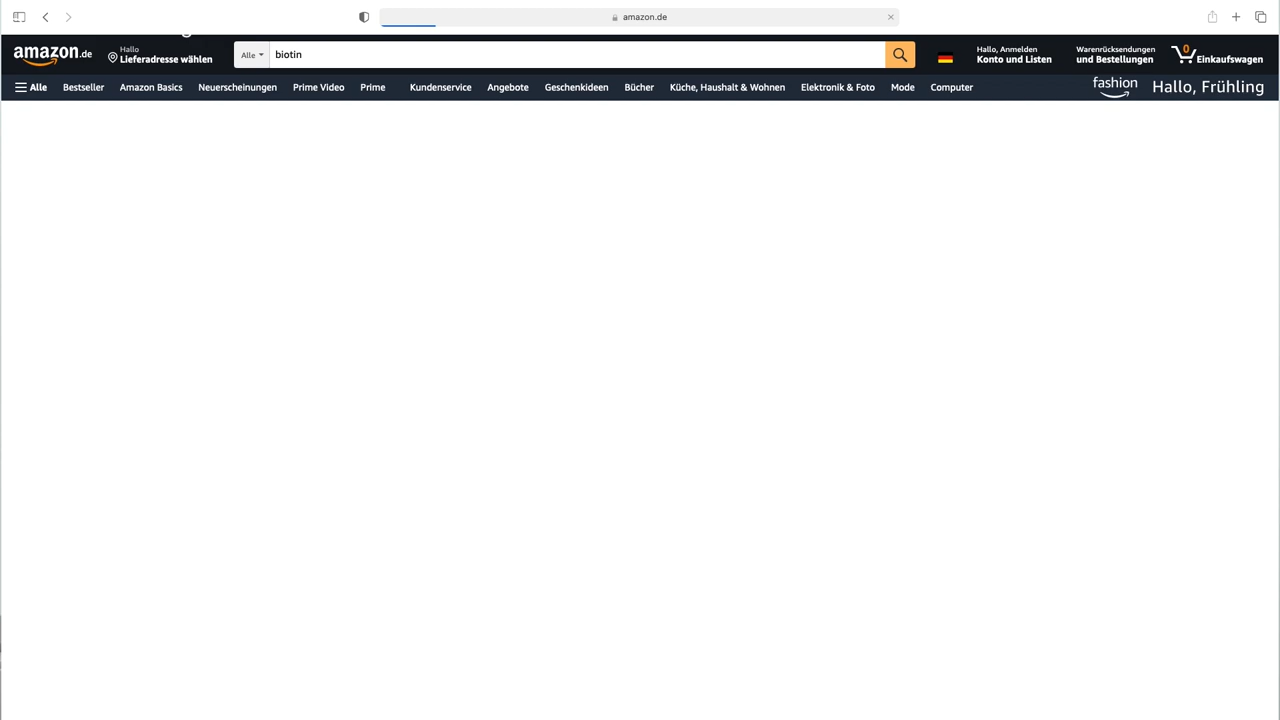 amazon.de
amazon.de
Hallo
Lieferadresse wählen
Alle
biotin
Hallo, Anmelden
Konto und Listen
Warenrücksendungen
und Bestellungen
0
Einkaufswagen
Alle
Bestseller
Amazon Basics
Neuerscheinungen
Prime Video
Prime
Kundenservice
Angebote
Geschenkideen
Bücher
Küche, Haushalt & Wohnen
Elektronik & Foto
Mode
Computer
fashion
Hallo, Frühling